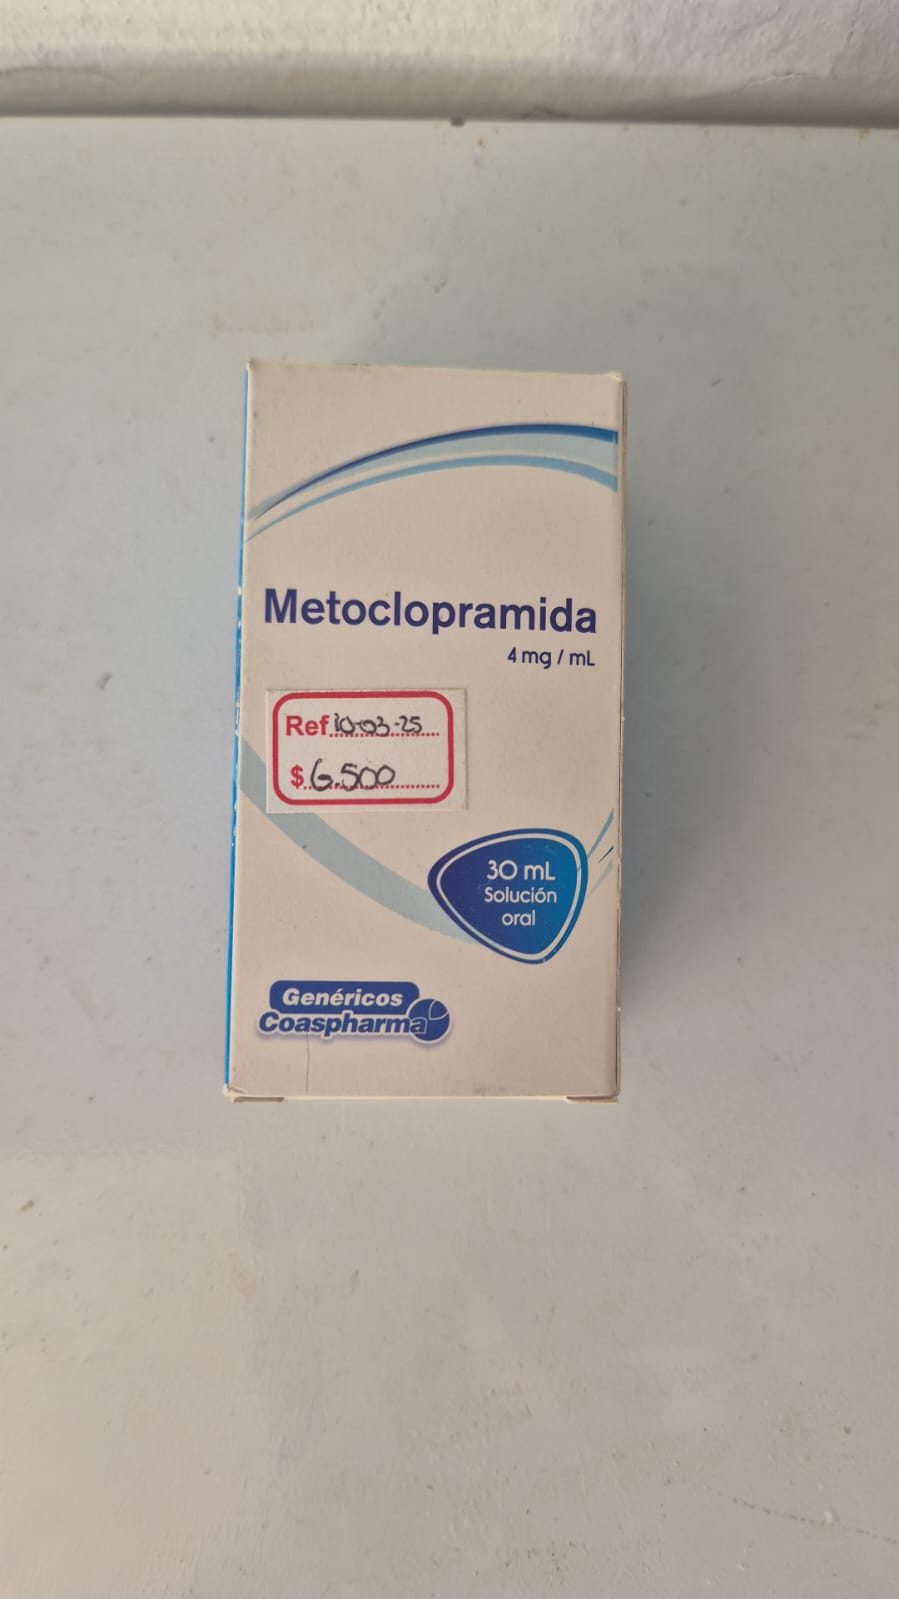 Metoclopramida
4 mg / mL
Ref. 10-03-25
$ 6.500
30 mL
Solución
oral
Genéricos
Coaspharma